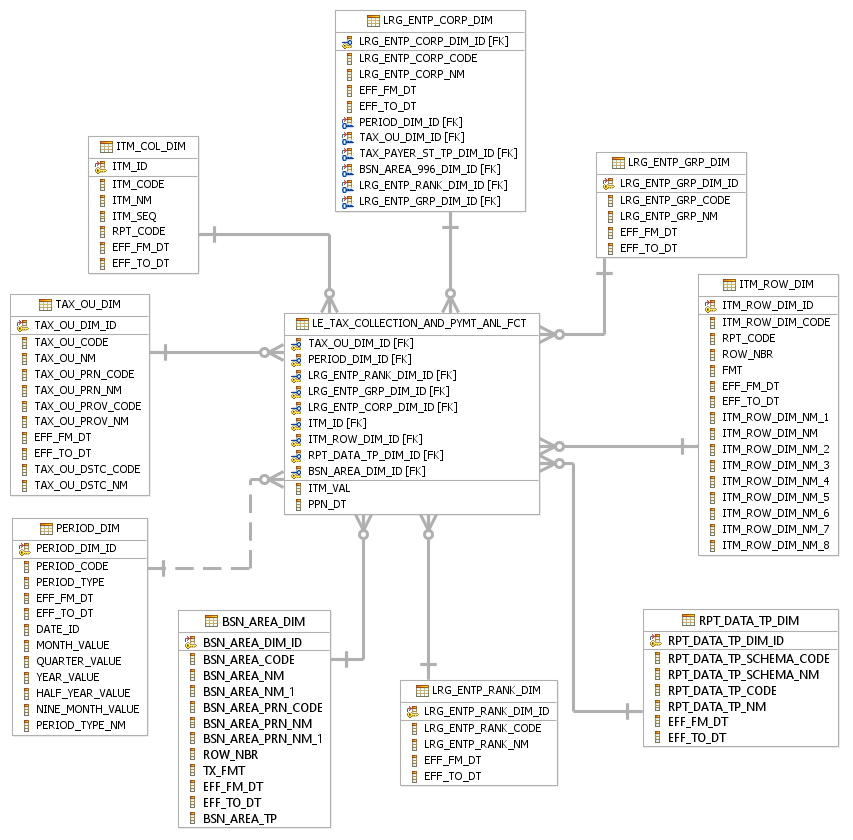 LRG_ENTP_CORP_DIM
LRG_ENTP_CORP_DIM_ID [FK]
LRG_ENTP_CORP_CODE
LRG_ENTP_CORP_NM
EFF_FM_DT
EFF_TO_DT
PERIOD_DIM_ID [FK]
TAX_OU_DIM_ID [FK]
TAX_PAYER_ST_TP_DIM_ID [FK]
BSN_AREA_996_DIM_ID [FK]
LRG_ENTP_RANK_DIM_ID [FK]
LRG_ENTP_GRP_DIM_ID [FK]
ITM_COL_DIM
ITM_ID
ITM_CODE
ITM_NM
ITM_SEQ
RPT_CODE
EFF_FM_DT
EFF_TO_DT
LRG_ENTP_GRP_DIM
LRG_ENTP_GRP_DIM_ID
LRG_ENTP_GRP_CODE
LRG_ENTP_GRP_NM
EFF_FM_DT
EFF_TO_DT
TAX_OU_DIM
TAX_OU_DIM_ID
TAX_OU_CODE
TAX_OU_NM
TAX_OU_PRN_CODE
TAX_OU_PRN_NM
TAX_OU_PROV_CODE
TAX_OU_PROV_NM
EFF_FM_DT
EFF_TO_DT
TAX_OU_DSTC_CODE
TAX_OU_DSTC_NM
LE_TAX_COLLECTION_AND_PYMT_ANL_FCT
TAX_OU_DIM_ID [FK]
PERIOD_DIM_ID [FK]
LRG_ENTP_RANK_DIM_ID [FK]
LRG_ENTP_GRP_DIM_ID [FK]
LRG_ENTP_CORP_DIM_ID [FK]
ITM_ID [FK]
ITM_ROW_DIM_ID [FK]
RPT_DATA_TP_DIM_ID [FK]
BSN_AREA_DIM_ID [FK]
ITM_VAL
PPN_DT
ITM_ROW_DIM
ITM_ROW_DIM_ID
ITM_ROW_DIM_CODE
RPT_CODE
ROW_NBR
FMT
EFF_FM_DT
EFF_TO_DT
ITM_ROW_DIM_NM_1
ITM_ROW_DIM_NM
ITM_ROW_DIM_NM_2
ITM_ROW_DIM_NM_3
ITM_ROW_DIM_NM_4
ITM_ROW_DIM_NM_5
ITM_ROW_DIM_NM_6
ITM_ROW_DIM_NM_7
ITM_ROW_DIM_NM_8
PERIOD_DIM
PERIOD_DIM_ID
PERIOD_CODE
PERIOD_TYPE
EFF_FM_DT
EFF_TO_DT
DATE_ID
MONTH_VALUE
QUARTER_VALUE
YEAR_VALUE
HALF_YEAR_VALUE
NINE_MONTH_VALUE
PERIOD_TYPE_NM
BSN_AREA_DIM
BSN_AREA_DIM_ID
BSN_AREA_CODE
BSN_AREA_NM
BSN_AREA_NM_1
BSN_AREA_PRN_CODE
BSN_AREA_PRN_NM
BSN_AREA_PRN_NM_1
ROW_NBR
TX_FMT
EFF_FM_DT
EFF_TO_DT
BSN_AREA_TP
LRG_ENTP_RANK_DIM
LRG_ENTP_RANK_DIM_ID
LRG_ENTP_RANK_CODE
LRG_ENTP_RANK_NM
EFF_FM_DT
EFF_TO_DT
RPT_DATA_TP_DIM
RPT_DATA_TP_DIM_ID
RPT_DATA_TP_SCHEMA_CODE
RPT_DATA_TP_SCHEMA_NM
RPT_DATA_TP_CODE
RPT_DATA_TP_NM
EFF_FM_DT
EFF_TO_DT